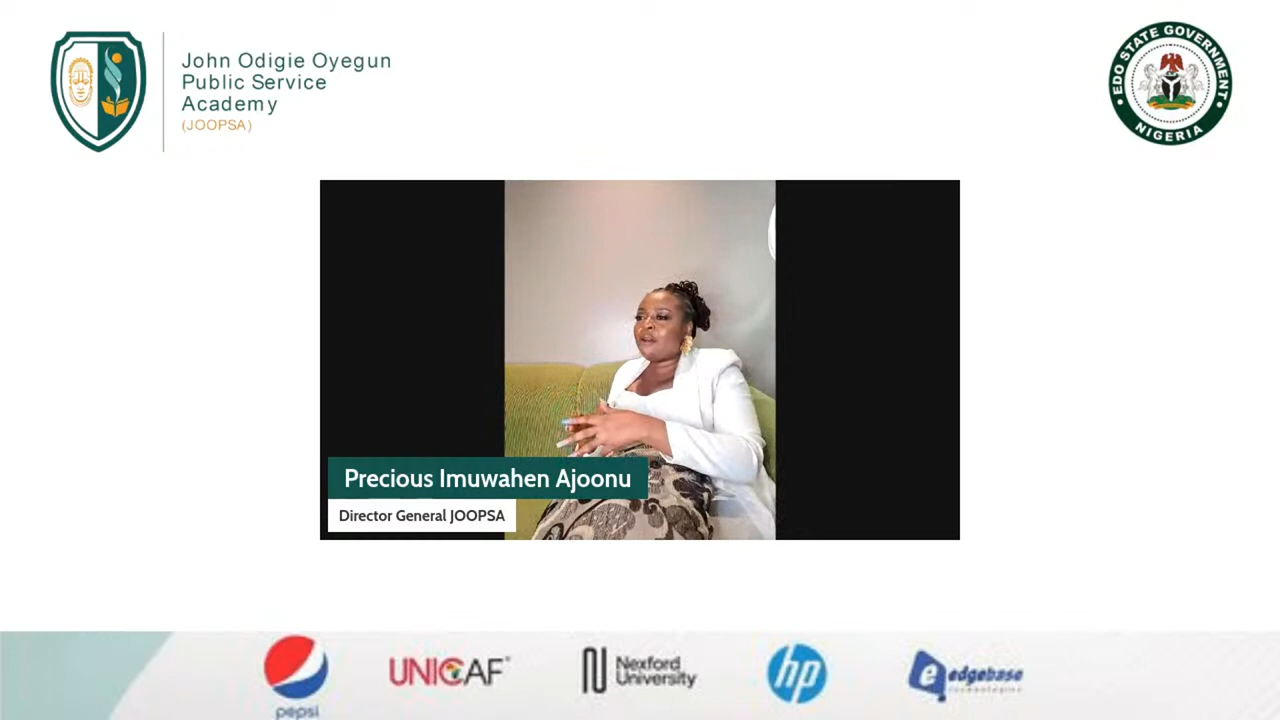 John Odigie Oyegun
Public Service
Academy
(JOOPSA)
EDO STATE GOVERNMENT
NIGERIA
Precious Imuwahen Ajoonu
Director General JOOPSA
pepsi
UNICAF
Nexford
University
hp
e edgebase